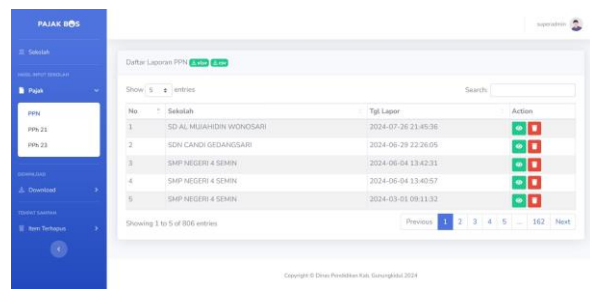 PAJAK BOS
superadmin
Sekolah
HASIL INPUT SEKOLAH
Pajak
PPN
PPh 21
PPh 23
DOWNLOAD
Download
TEMPAT SAMPAH
Item Terhapus
Daftar Laporan PPN xlsx csv
Show 5 entries Search:
No Sekolah Tgl Lapor Action
1 SD AL MUJAHIDIN WONOSARI 2024-07-26 21:45:36
2 SDN CANDI GEDANGSARI 2024-06-29 22:26:05
3 SMP NEGERI 4 SEMIN 2024-06-04 13:42:31
4 SMP NEGERI 4 SEMIN 2024-06-04 13:40:57
5 SMP NEGERI 4 SEMIN 2024-03-01 09:11:32
Showing 1 to 5 of 806 entries
Previous 1 2 3 4 5 ... 162 Next
Copyright © Dinas Pendidikan Kab. Gunungkidul 2024